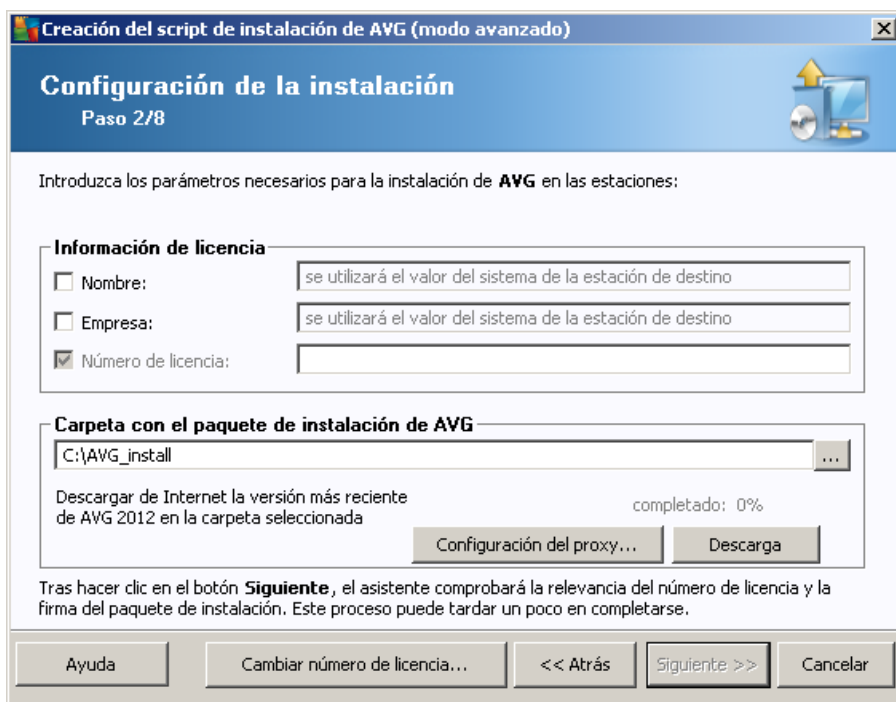 Creación del script de instalación de AVG (modo avanzado)
Configuración de la instalación
Paso 2/8
Introduzca los parámetros necesarios para la instalación de AVG en las estaciones:
Información de licencia
Nombre: se utilizará el valor del sistema de la estación de destino
Empresa: se utilizará el valor del sistema de la estación de destino
Número de licencia:
Carpeta con el paquete de instalación de AVG
C:\AVG_install ...
Descargar de Internet la versión más reciente
de AVG 2012 en la carpeta seleccionada
completado: 0%
Configuración del proxy... Descarga
Tras hacer clic en el botón Siguiente, el asistente comprobará la relevancia del número de licencia y la
firma del paquete de instalación. Este proceso puede tardar un poco en completarse.
Ayuda Cambiar número de licencia... << Atrás Siguiente >> Cancelar